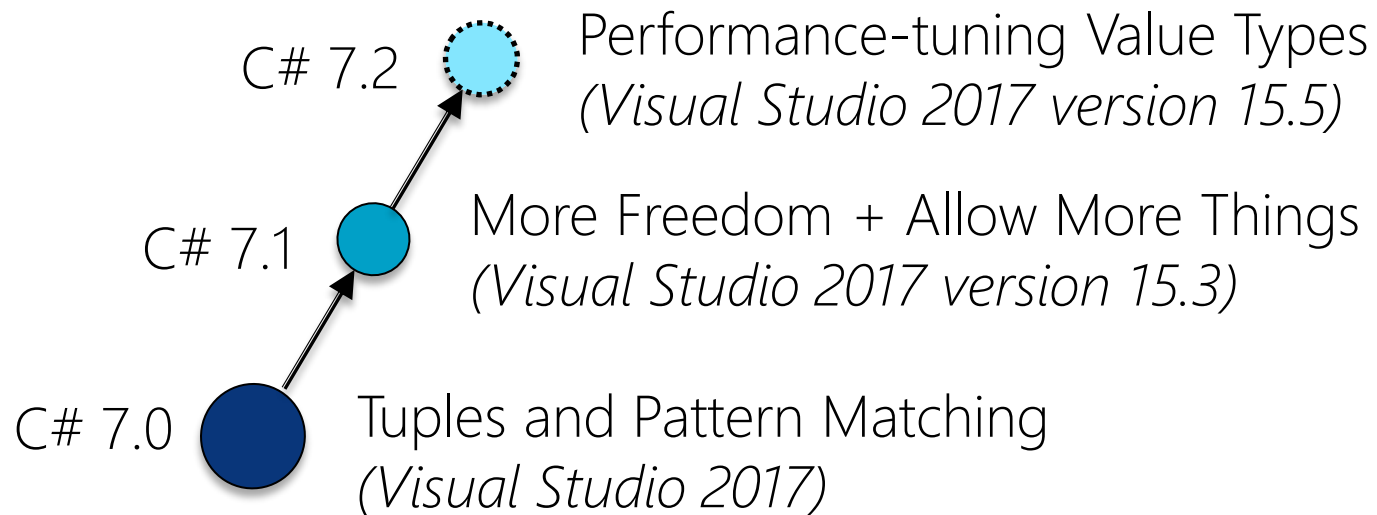 C# 7.2
Performance-tuning Value Types
(Visual Studio 2017 version 15.5)
C# 7.1
More Freedom + Allow More Things
(Visual Studio 2017 version 15.3)
C# 7.0
Tuples and Pattern Matching
(Visual Studio 2017)